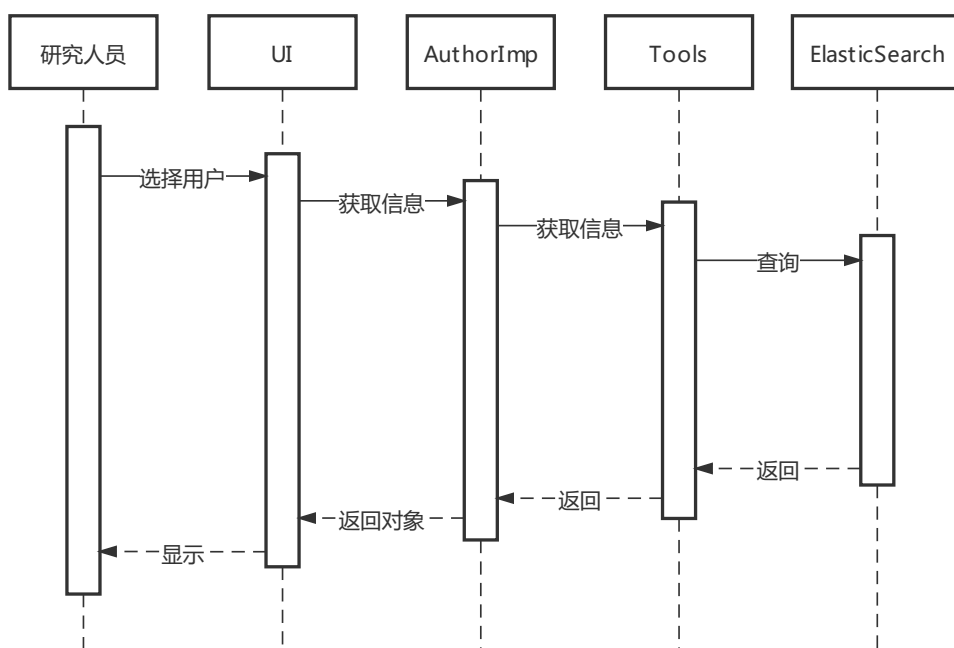 研究人员
UI
AuthorImp
Tools
ElasticSearch
选择用户
获取信息
获取信息
查询
返回
返回
返回对象
显示